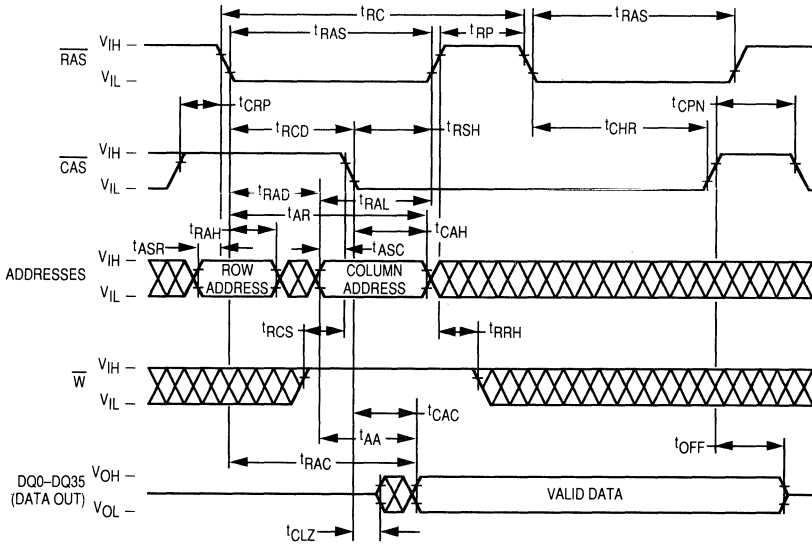 tRC
tRAS
tRP
tRAS
RAS
VIH
VIL
tCRP
tRCD
tRSH
tCHR
tCPN
CAS
VIH
VIL
tRAD
tRAL
tAR
tCAH
tRAH
tASR
tASC
ADDRESSES
VIH
VIL
ROW
ADDRESS
COLUMN
ADDRESS
tRCS
tRRH
W
VIH
VIL
tCAC
tAA
tRAC
tOFF
DQ0–DQ35
(DATA OUT)
VOH
VOL
VALID DATA
tCLZ